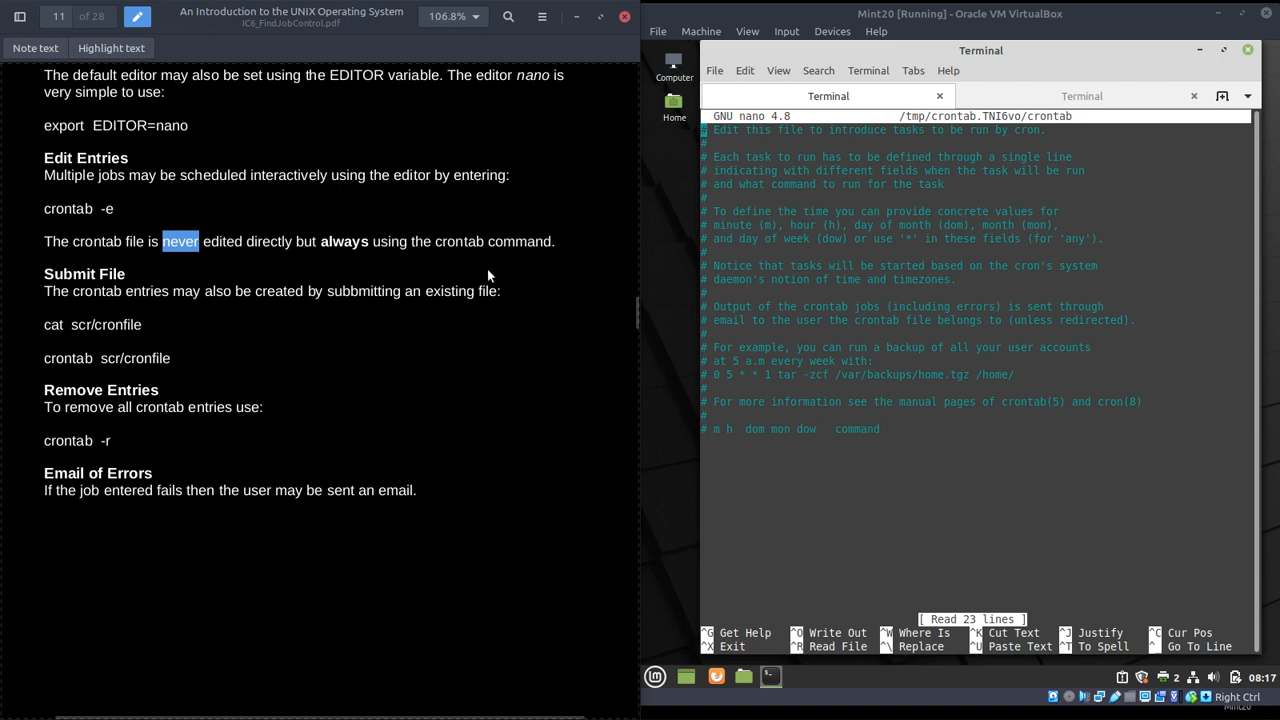 11 of 28
An Introduction to the UNIX Operating System
IC6_FindJobControl.pdf
106.8%
Note text Highlight text
The default editor may also be set using the EDITOR variable. The editor nano is
very simple to use:
export EDITOR=nano
Edit Entries
Multiple jobs may be scheduled interactively using the editor by entering:
crontab -e
The crontab file is never edited directly but always using the crontab command.
Submit File
The crontab entries may also be created by subbmitting an existing file:
cat scr/cronfile
crontab scr/cronfile
Remove Entries
To remove all crontab entries use:
crontab -r
Email of Errors
If the job entered fails then the user may be sent an email.
Mint20 [Running] - Oracle VM VirtualBox
File Machine View Input Devices Help
Computer
Home
Terminal
File Edit View Search Terminal Tabs Help
Terminal Terminal
GNU nano 4.8 /tmp/crontab.TNI6vo/crontab
# Edit this file to introduce tasks to be run by cron.
#
# Each task to run has to be defined through a single line
# indicating with different fields when the task will be run
# and what command to run for the task
#
# To define the time you can provide concrete values for
# minute (m), hour (h), day of month (dom), month (mon),
# and day of week (dow) or use '*' in these fields (for 'any').
#
# Notice that tasks will be started based on the cron's system
# daemon's notion of time and timezones.
#
# Output of the crontab jobs (including errors) is sent through
# email to the user the crontab file belongs to (unless redirected).
#
# For example, you can run a backup of all your user accounts
# at 5 a.m every week with:
# 0 5 * * 1 tar -zcf /var/backups/home.tgz /home/
#
# For more information see the manual pages of crontab(5) and cron(8)
#
# m h  dom mon dow   command
[ Read 23 lines ]
^G Get Help ^O Write Out ^W Where Is ^K Cut Text ^J Justify ^C Cur Pos
^X Exit ^R Read File ^\ Replace ^U Paste Text ^T To Spell ^_ Go To Line
2 08:17
Right Ctrl
Mint20